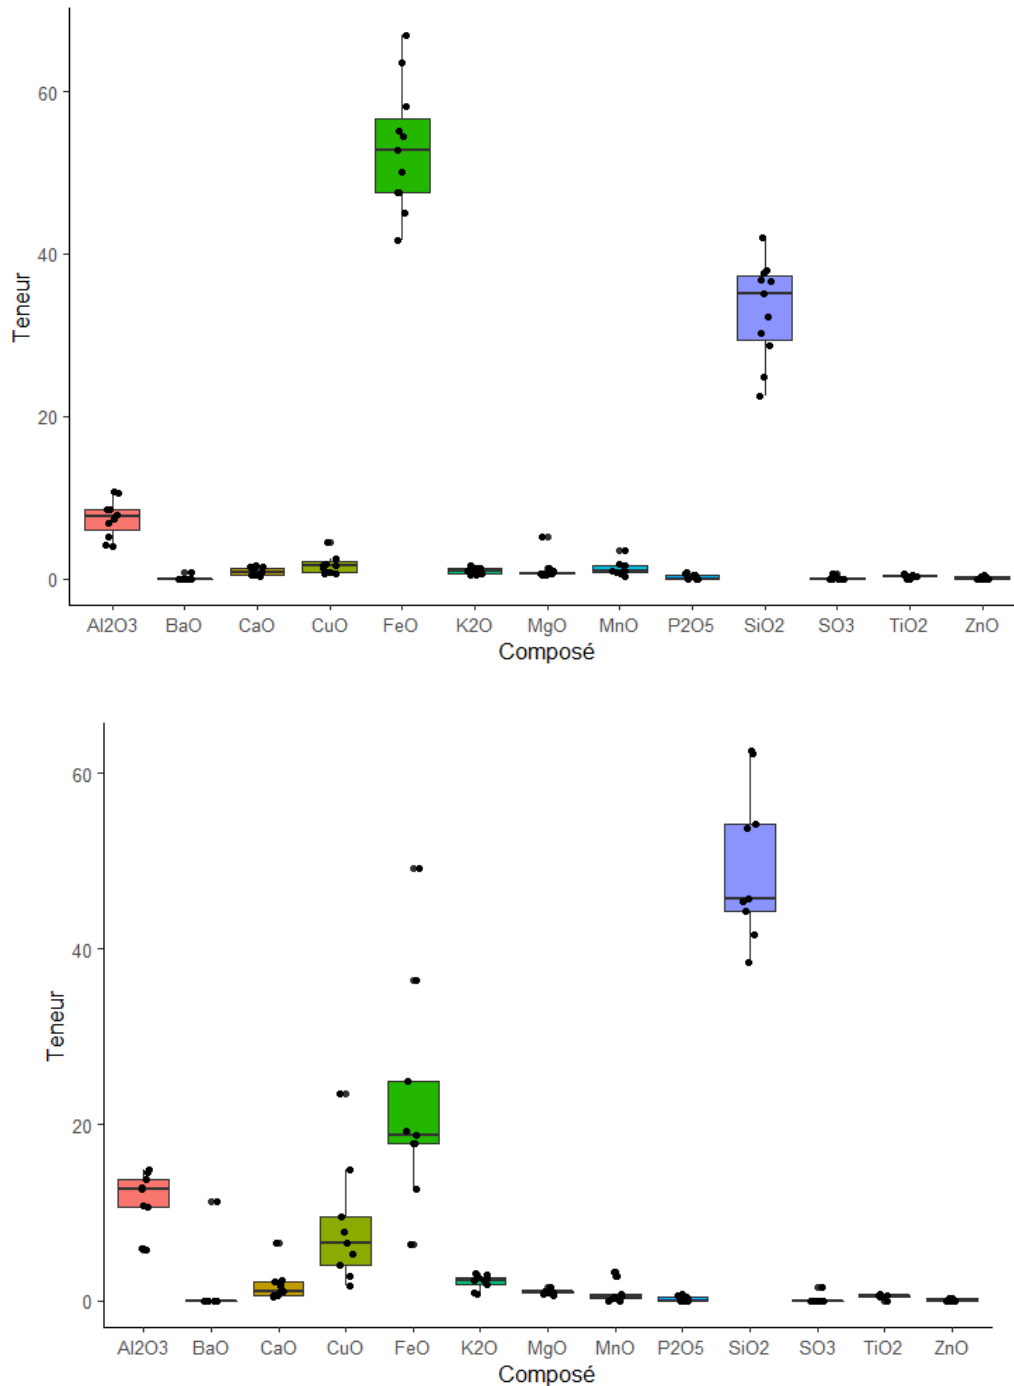 60
40
20
0
Teneur
Al2O3 BaO CaO CuO FeO K2O MgO MnO P2O5 SiO2 SO3 TiO2 ZnO
Composé
60
40
20
0
Teneur
Al2O3 BaO CaO CuO FeO K2O MgO MnO P2O5 SiO2 SO3 TiO2 ZnO
Composé